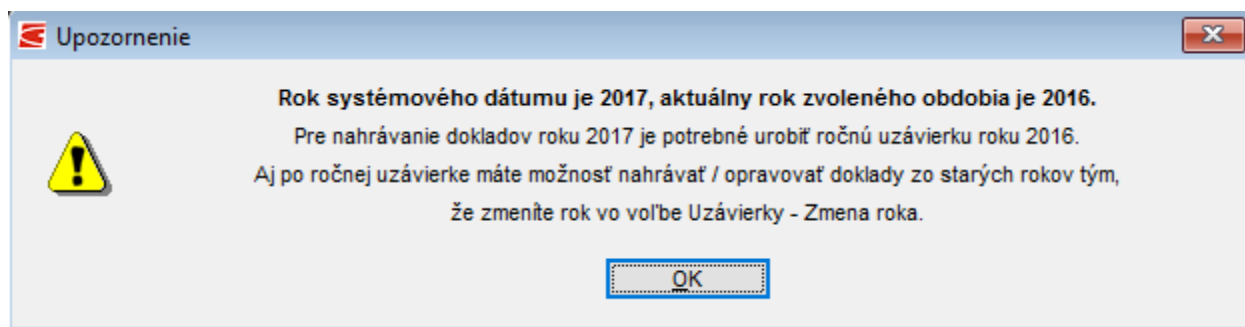 Upozornenie
Rok systémového dátumu je 2017, aktuálny rok zvoleného obdobia je 2016.
Pre nahrávanie dokladov roku 2017 je potrebné urobiť ročnú uzávierku roku 2016.
Aj po ročnej uzávierke máte možnosť nahrávať / opravovať doklady zo starých rokov tým,
že zmeníte rok vo voľbe Uzávierky - Zmena roka.
OK